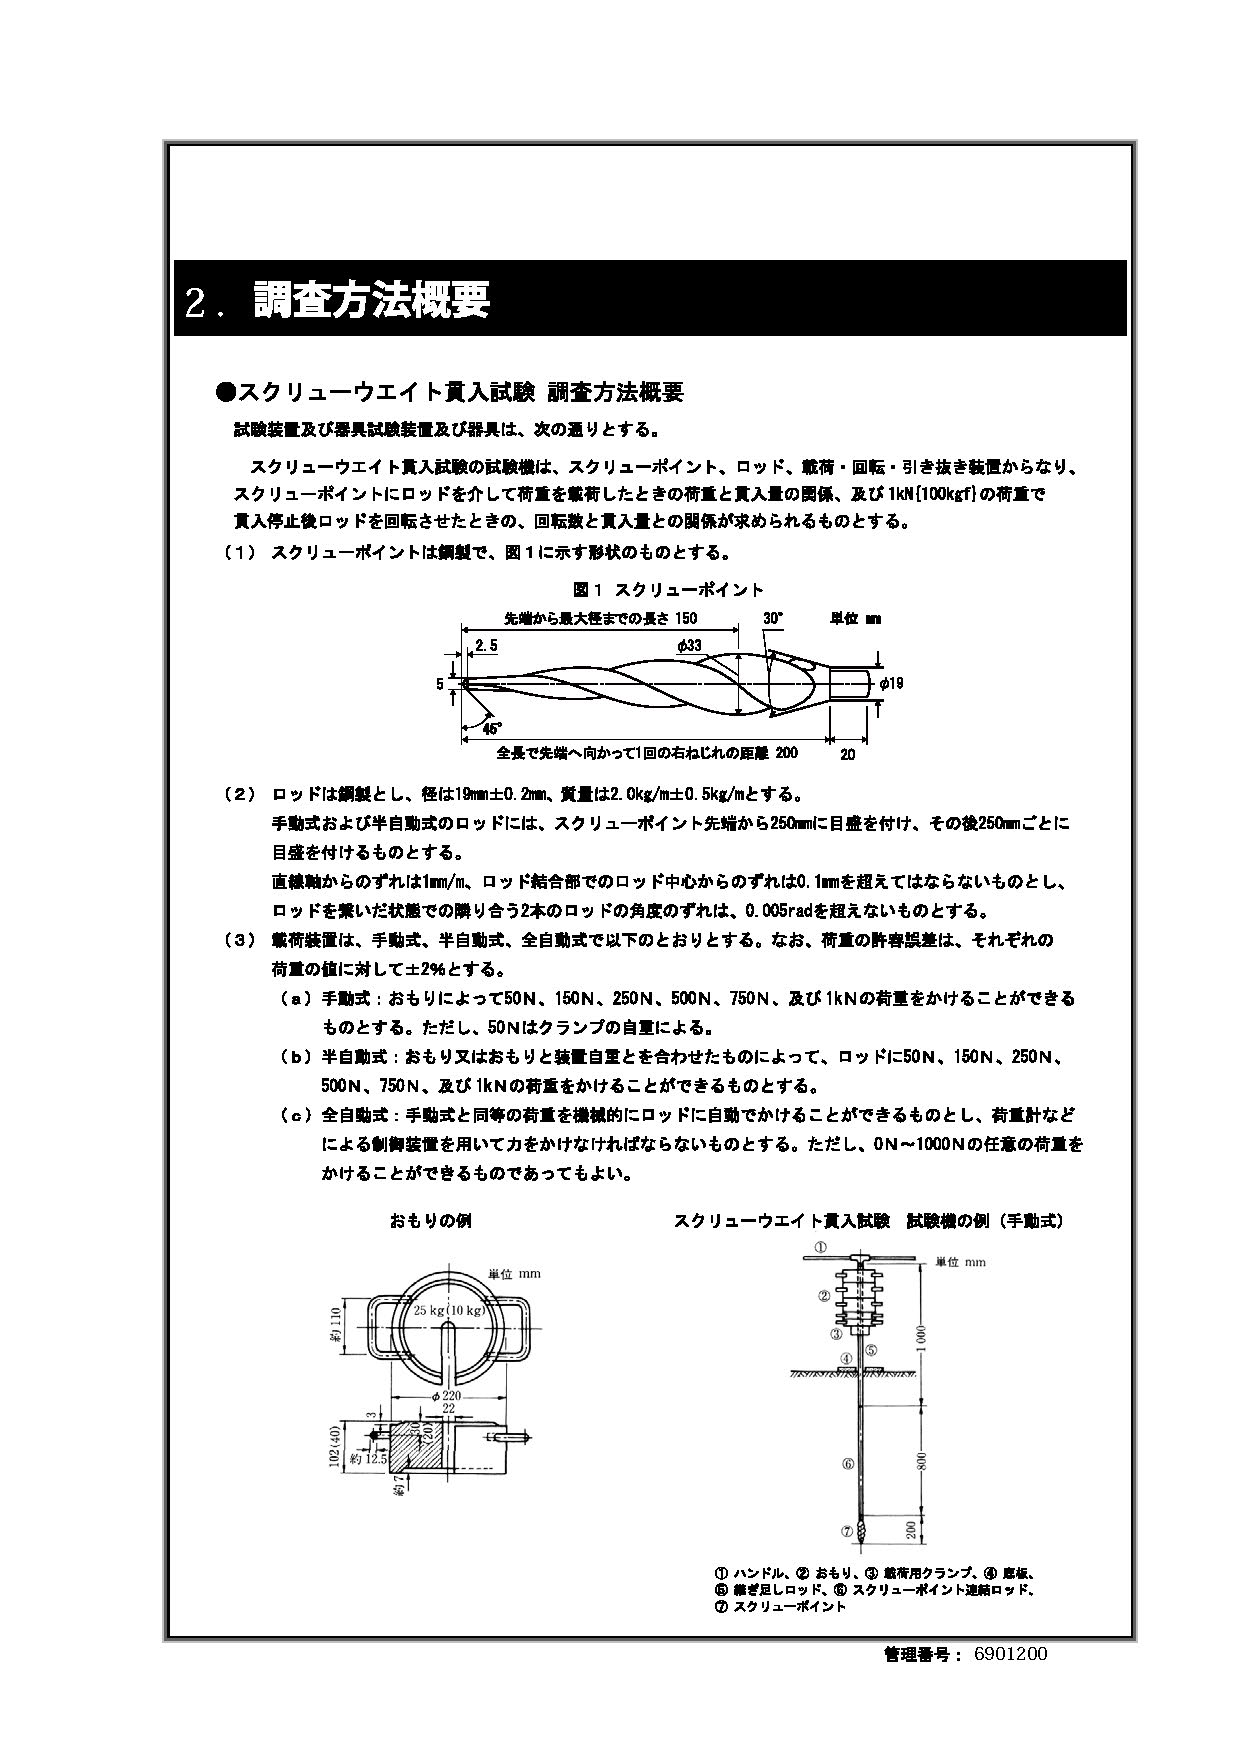 ２．調査方法概要
●スクリューウエイト貫入試験 調査方法概要
試験装置及び器具試験装置及び器具は、次の通りとする。
スクリューウエイト貫入試験の試験機は、スクリューポイント、ロッド、載荷・回転・引き抜き装置からなり、
スクリューポイントにロッドを介して荷重を載荷したときの荷重と貫入量の関係、及び1kN{100kgf}の荷重で
貫入停止後ロッドを回転させたときの、回転数と貫入量との関係が求められるものとする。
（１） スクリューポイントは鋼製で、図１に示す形状のものとする。
図１ スクリューポイント
先端から最大径までの長さ 150
30°
単位 mm
2.5
φ33
5
φ19
45°
全長で先端へ向かって1回の右ねじれの距離 200
20
（２） ロッドは鋼製とし、径は19mm±0.2mm、質量は2.0kg/m±0.5kg/mとする。
手動式および半自動式のロッドには、スクリューポイント先端から250mmに目盛を付け、その後250mmごとに
目盛を付けるものとする。
直線軸からのずれは1mm/m、ロッド結合部でのロッド中心からのずれは0.1mmを超えてはならないものとし、
ロッドを繋いだ状態での隣り合う2本のロッドの角度のずれは、0.005radを超えないものとする。
（３）載荷装置は、手動式、半自動式、全自動式で以下のとおりとする。なお、荷重の許容誤差は、それぞれの
荷重の値に対して±2％とする。
（ａ）手動式：おもりによって50Ｎ、150Ｎ、250Ｎ、500Ｎ、750Ｎ、及び1kＮの荷重をかけることができる
ものとする。ただし、50Ｎはクランプの自重による。
（ｂ）半自動式：おもり又はおもりと装置自重とを合わせたものによって、ロッドに50Ｎ、150Ｎ、250Ｎ、
500Ｎ、750Ｎ、及び1kＮの荷重をかけることができるものとする。
（ｃ）全自動式：手動式と同等の荷重を機械的にロッドに自動でかけることができるものとし、荷重計など
による制御装置を用いて力をかけなければならないものとする。ただし、0Ｎ～1000Ｎの任意の荷重を
かけることができるものであってもよい。
おもりの例
単位 mm
25 kg(10 kg)
約110
φ220
22
3
30
(20)
102(40)
約12.5
約7
スクリューウエイト貫入試験　試験機の例（手動式）
①
単位 mm
②
③
⑤
④
1 000
⑥
800
⑦
200
① ハンドル、② おもり、③ 載荷用クランプ、④ 底板、
⑤ 継ぎ足しロッド、⑥ スクリューポイント連結ロッド、
⑦ スクリューポイント
管理番号： 6901200